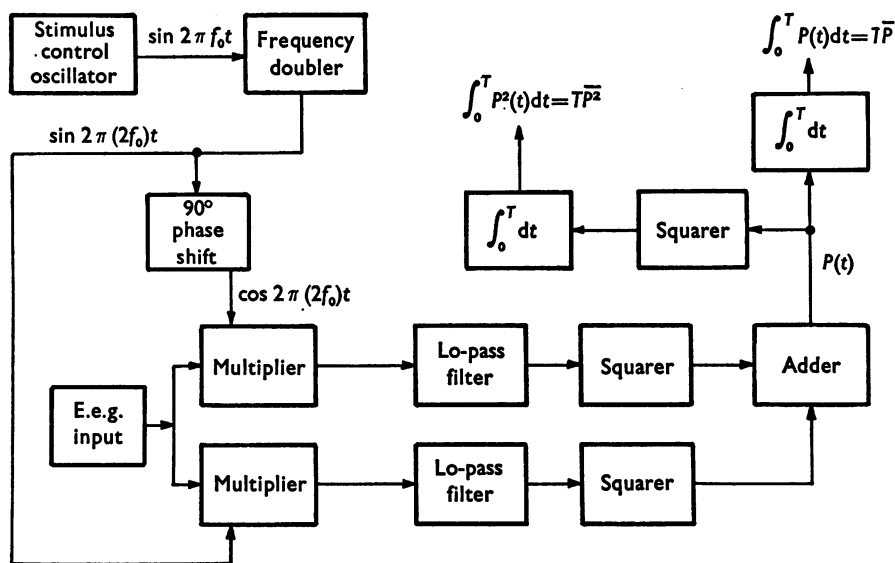 Stimulus
control
oscillator
sin 2π f₀t
Frequency
doubler
sin 2π (2f₀)t
90°
phase
shift
cos 2π (2f₀)t
∫₀ᵀ P(t)dt=TP̅
∫₀ᵀ P²(t)dt=T\overline{P²}
∫₀ᵀ dt
∫₀ᵀ dt
Squarer
P(t)
Multiplier
Lo-pass
filter
Squarer
Adder
E.e.g.
input
Multiplier
Lo-pass
filter
Squarer